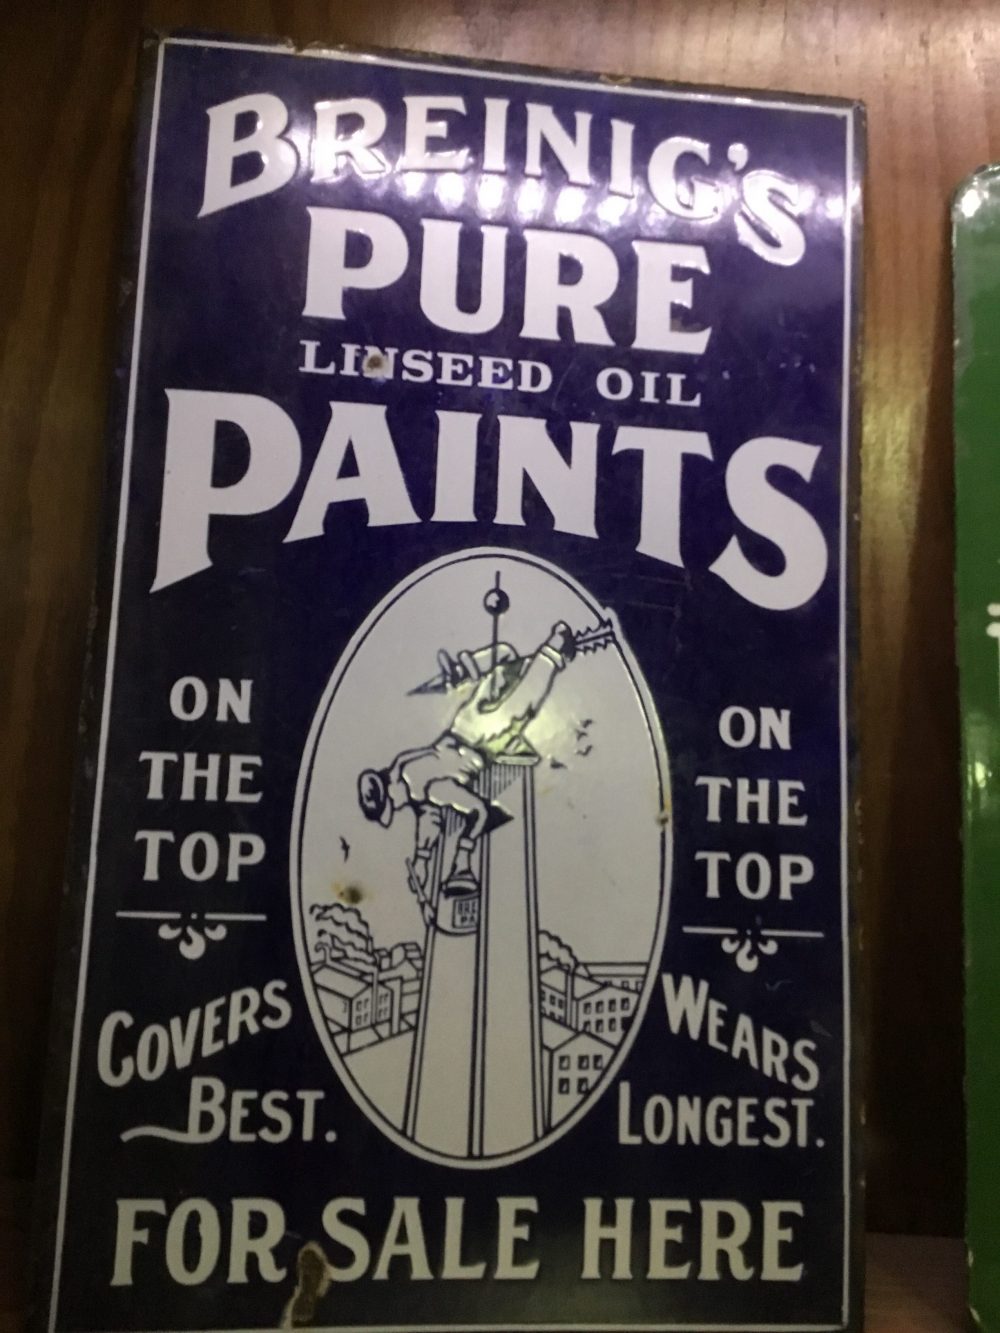 BREINIG'S
PURE
LINSEED OIL
PAINTS
ON
THE
TOP
ON
THE
TOP
COVERS
BEST.
WEARS
LONGEST.
FOR SALE HERE